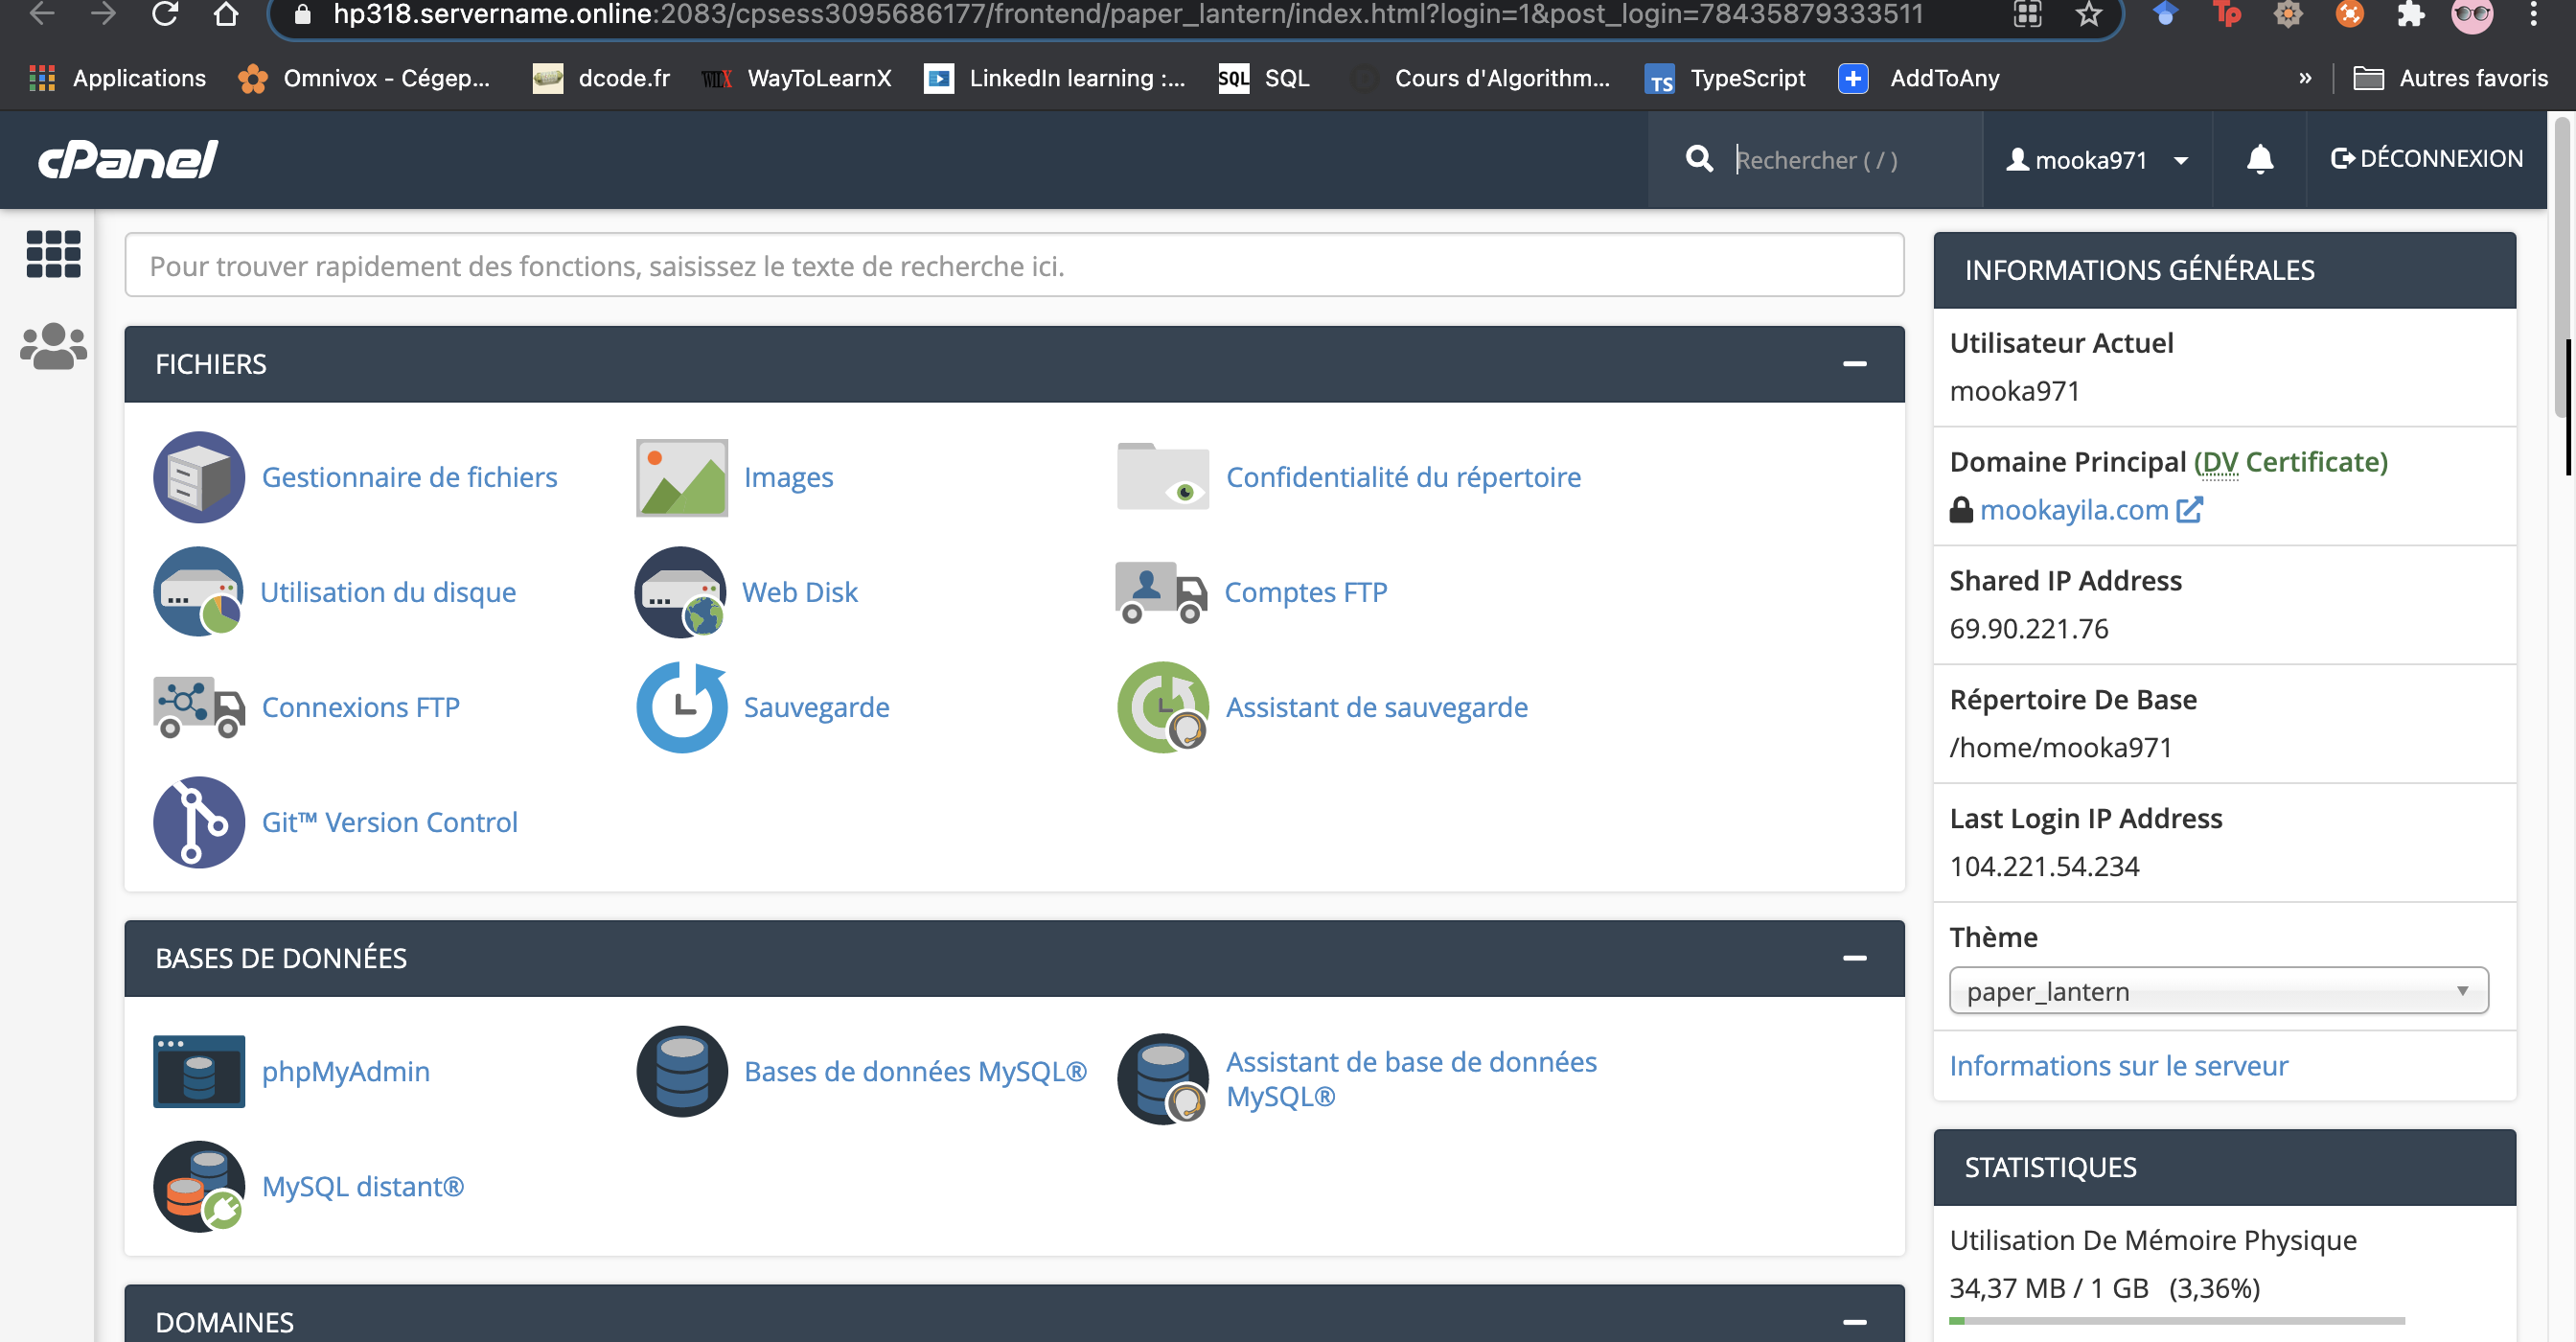 hp318.servername.online:2083/cpsess3095686177/frontend/paper_lantern/index.html?login=1&post_login=78435879333511
Tp
Applications
Omnivox - Cégep...
dcode.fr
WayToLearnX
LinkedIn learning :...
SQL SQL
Cours d'Algorithm...
TS TypeScript
AddToAny
»
Autres favoris
cPanel
Rechercher ( / )
mooka971
DÉCONNEXION
Pour trouver rapidement des fonctions, saisissez le texte de recherche ici.
FICHIERS
Gestionnaire de fichiers
Images
Confidentialité du répertoire
Utilisation du disque
Web Disk
Comptes FTP
Connexions FTP
Sauvegarde
Assistant de sauvegarde
Git™ Version Control
BASES DE DONNÉES
phpMyAdmin
Bases de données MySQL®
Assistant de base de données
MySQL®
MySQL distant®
DOMAINES
INFORMATIONS GÉNÉRALES
Utilisateur Actuel
mooka971
Domaine Principal (DV Certificate)
mookayila.com
Shared IP Address
69.90.221.76
Répertoire De Base
/home/mooka971
Last Login IP Address
104.221.54.234
Thème
paper_lantern
Informations sur le serveur
STATISTIQUES
Utilisation De Mémoire Physique
34,37 MB / 1 GB (3,36%)